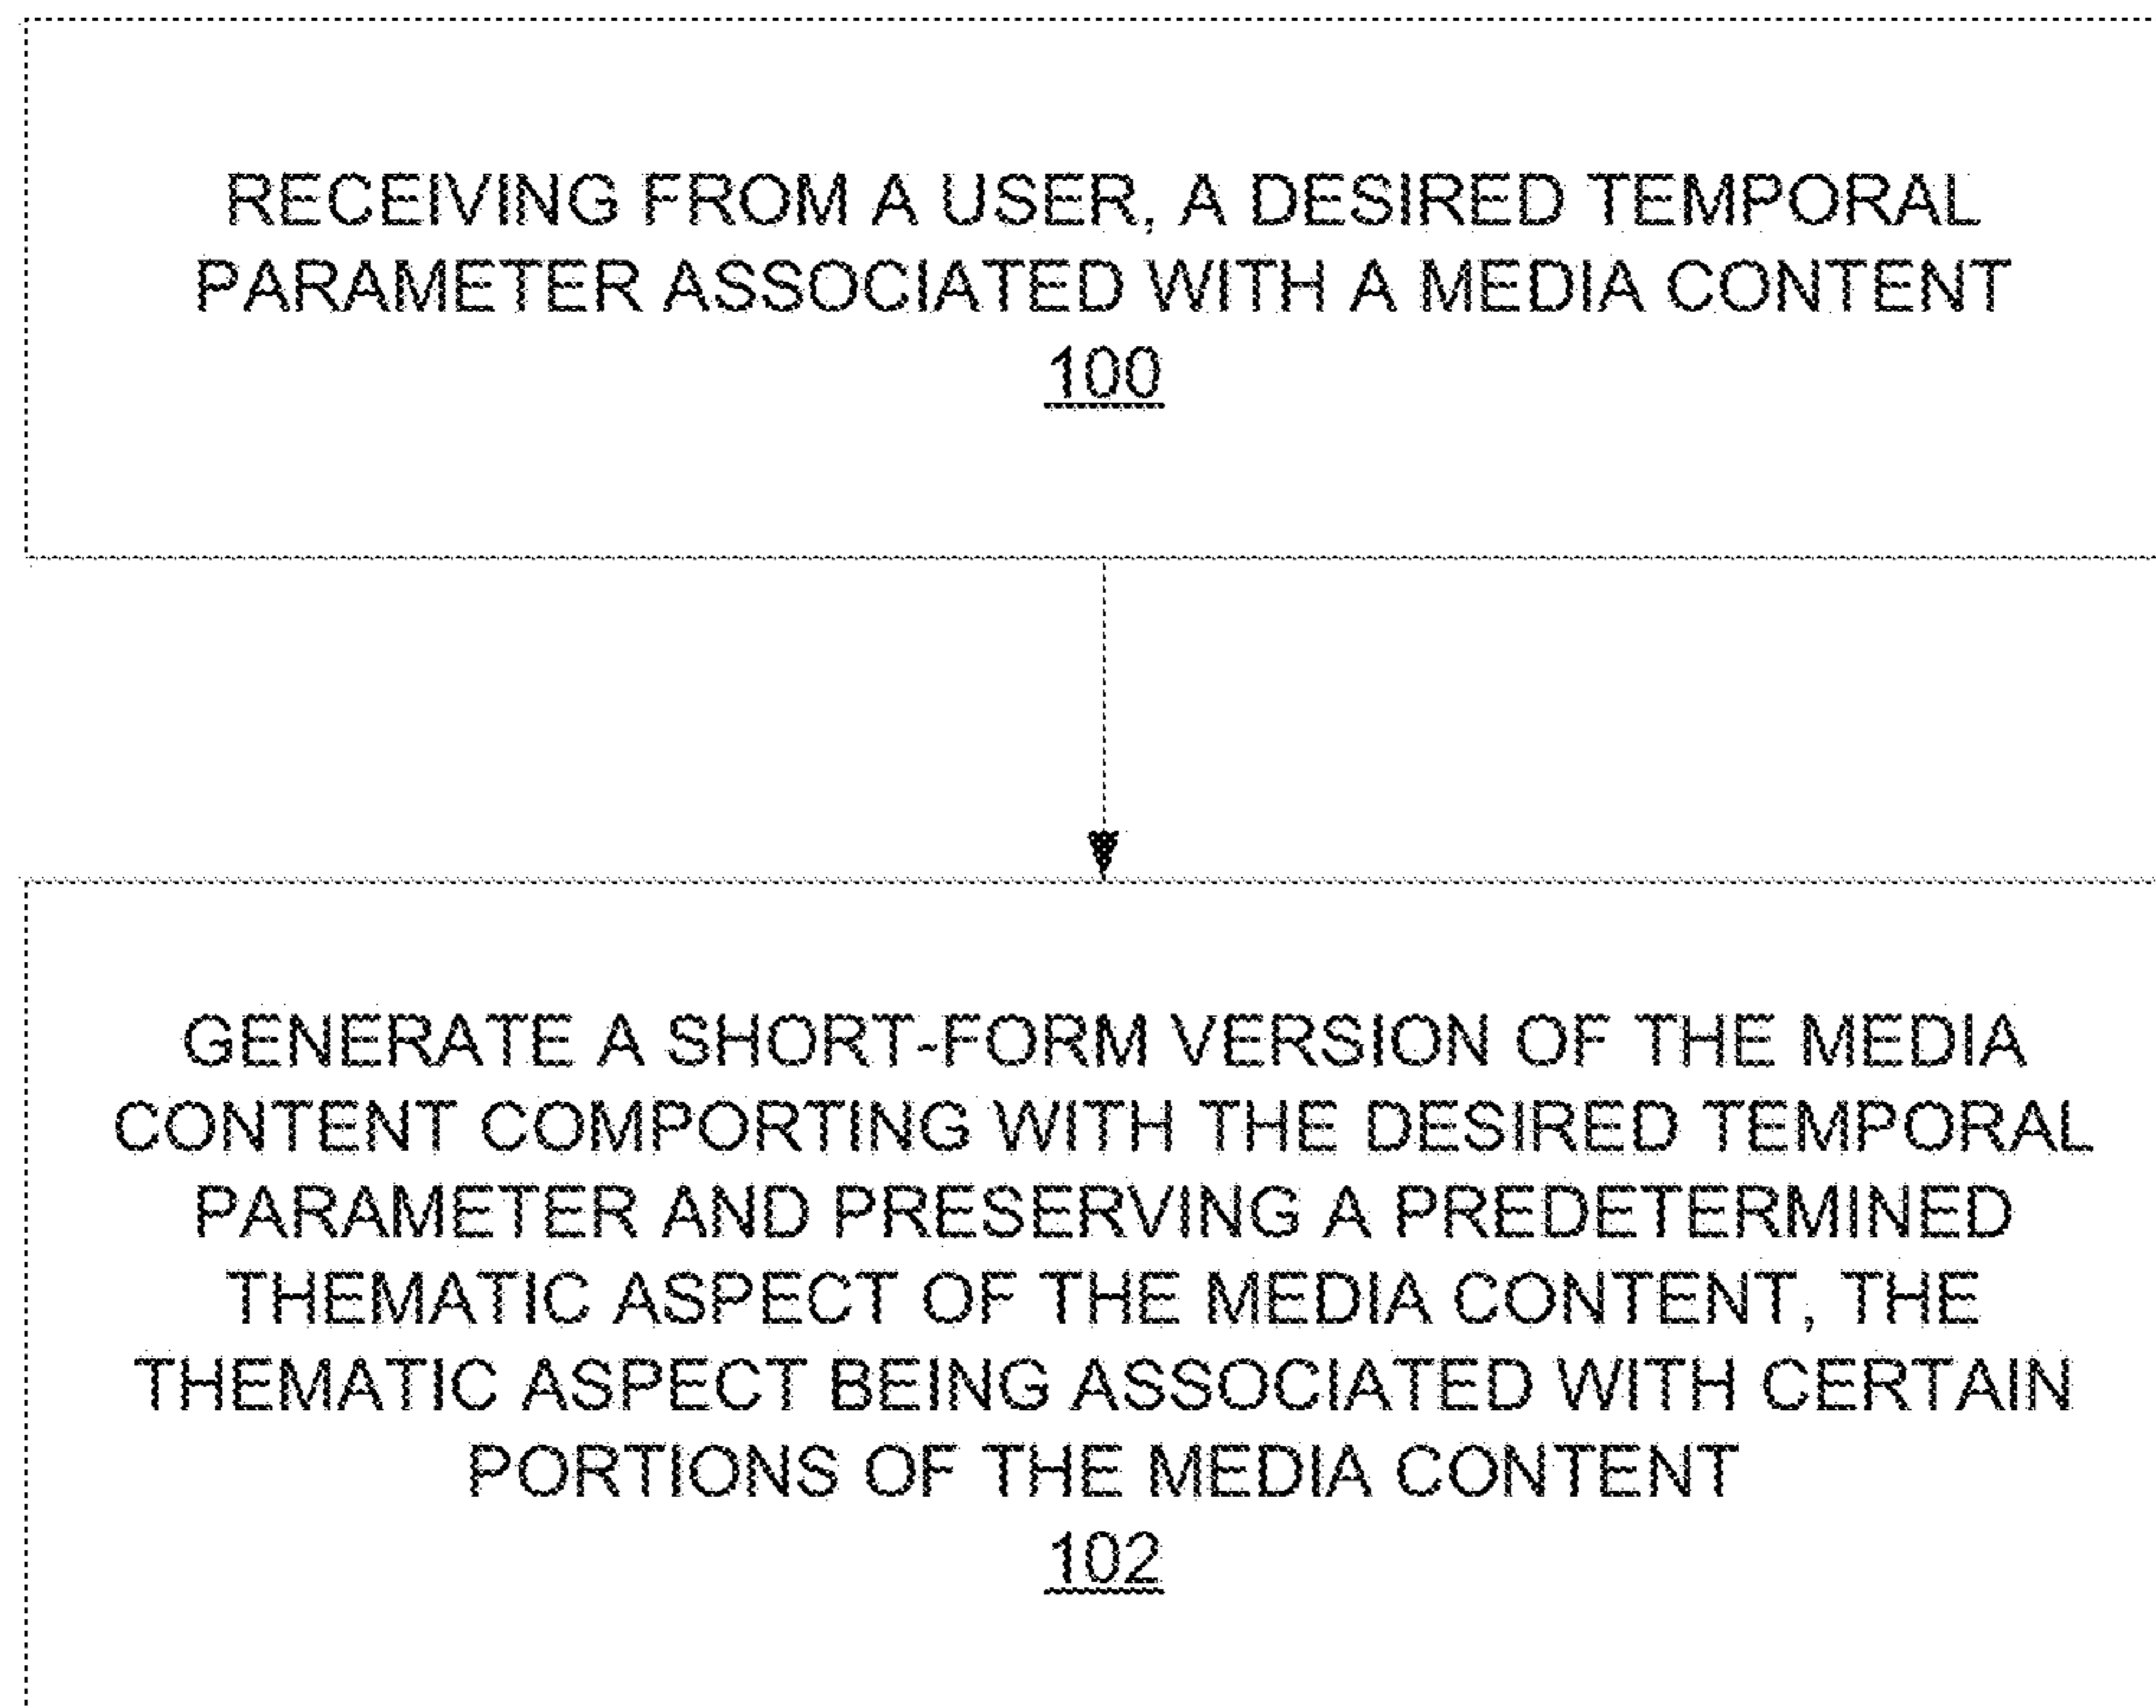 RECEIVING FROM A USER, A DESIRED TEMPORAL
PARAMETER ASSOCIATED WITH A MEDIA CONTENT
100
GENERATE A SHORT-FORM VERSION OF THE MEDIA
CONTENT COMPORTING WITH THE DESIRED TEMPORAL
PARAMETER AND PRESERVING A PREDETERMINED
THEMATIC ASPECT OF THE MEDIA CONTENT, THE
THEMATIC ASPECT BEING ASSOCIATED WITH CERTAIN
PORTIONS OF THE MEDIA CONTENT
102